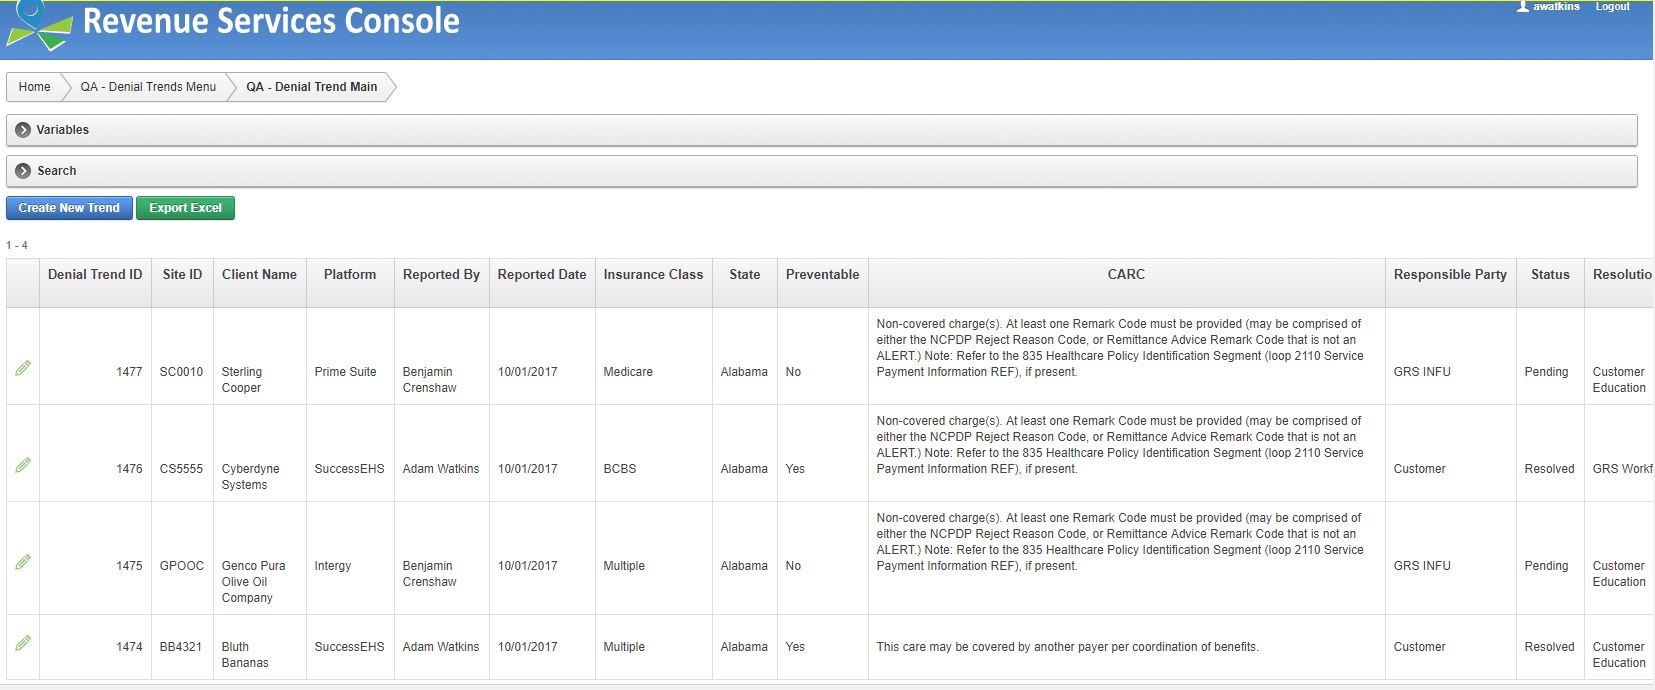 Revenue Services Console
awatkins Logout
Home QA - Denial Trends Menu QA - Denial Trend Main
Variables
Search
Create New Trend Export Excel
1 - 4
Denial Trend ID Site ID Client Name Platform Reported By Reported Date Insurance Class State Preventable CARC Responsible Party Status Resolutio
Non-covered charge(s). At least one Remark Code must be provided (may be comprised of
either the NCPDP Reject Reason Code, or Remittance Advice Remark Code that is not an
ALERT.) Note: Refer to the 835 Healthcare Policy Identification Segment (loop 2110 Service
1477 SC0010 Sterling Prime Suite Benjamin 10/01/2017 Medicare Alabama No Payment Information REF), if present. GRS INFU Pending Customer
Cooper Crenshaw Education
Non-covered charge(s). At least one Remark Code must be provided (may be comprised of
either the NCPDP Reject Reason Code, or Remittance Advice Remark Code that is not an
ALERT.) Note: Refer to the 835 Healthcare Policy Identification Segment (loop 2110 Service
1476 CS5555 Cyberdyne SuccessEHS Adam Watkins 10/01/2017 BCBS Alabama Yes Payment Information REF), if present. Customer Resolved GRS Workf
Systems
Non-covered charge(s). At least one Remark Code must be provided (may be comprised of
either the NCPDP Reject Reason Code, or Remittance Advice Remark Code that is not an
ALERT.) Note: Refer to the 835 Healthcare Policy Identification Segment (loop 2110 Service
1475 GPOOC Genco Pura Intergy Benjamin 10/01/2017 Multiple Alabama No Payment Information REF), if present. GRS INFU Pending Customer
Olive Oil Crenshaw Education
Company
1474 BB4321 Bluth SuccessEHS Adam Watkins 10/01/2017 Multiple Alabama Yes This care may be covered by another payer per coordination of benefits. Customer Resolved Customer
Bananas Education